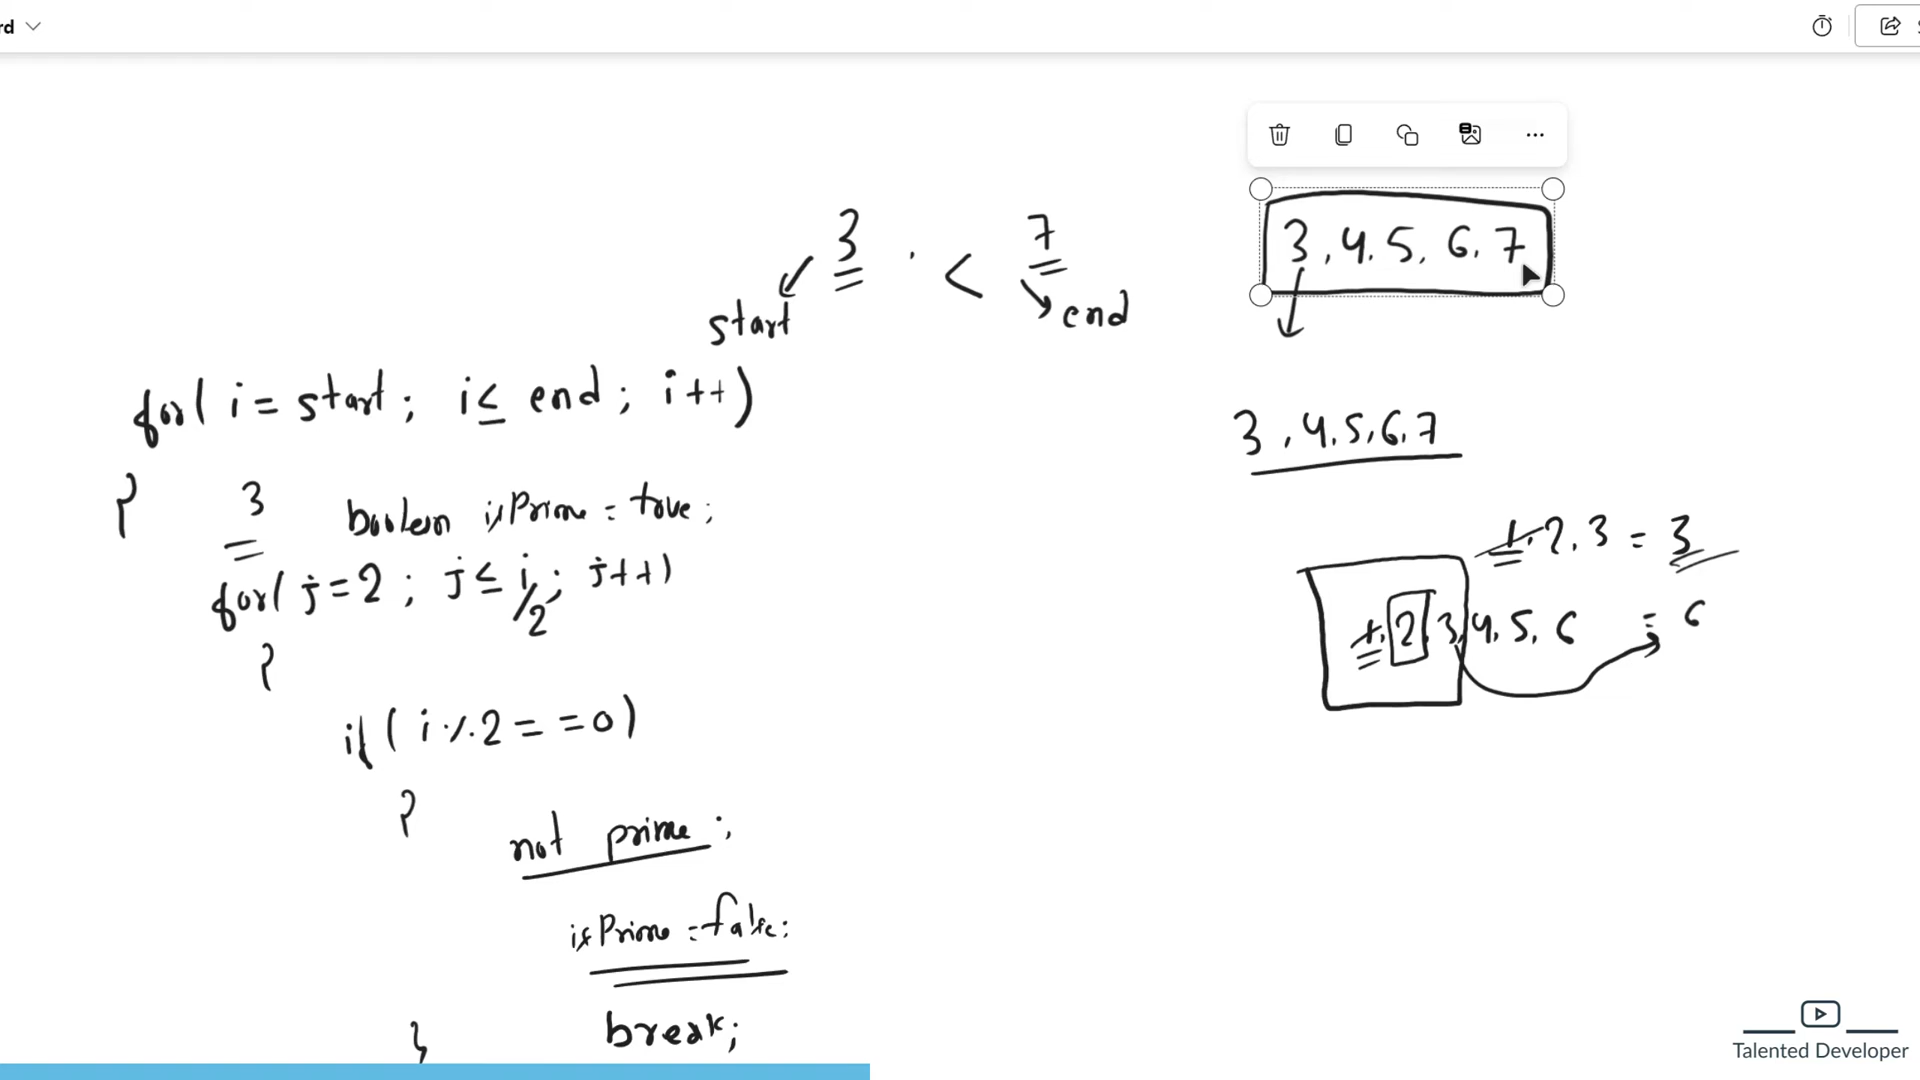 rd
3 < 7
start end
for( i = start ; i ≤ end ; i++)
{
3 boolean isPrime = true ;
for( j = 2 ; j ≤ i/2 ; j++)
{
if ( i % 2 = = 0 )
{
not prime ;
isPrime = false ;
break;
}
3 , 4 . 5 , 6 . 7
3 , 4 . 5 , 6 . 7
1 . 2 . 3 = 3
1 . 2 3 , 4 , 5 , 6 = 6
Talented Developer